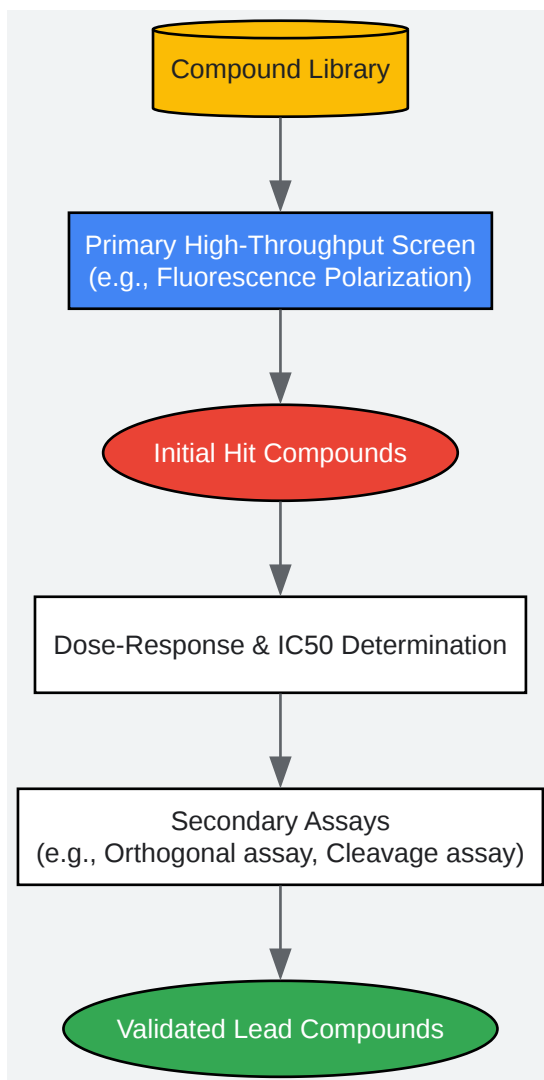 Compound Library
Primary High-Throughput Screen
(e.g., Fluorescence Polarization)
Initial Hit Compounds
Dose-Response & IC50 Determination
Secondary Assays
(e.g., Orthogonal assay, Cleavage assay)
Validated Lead Compounds